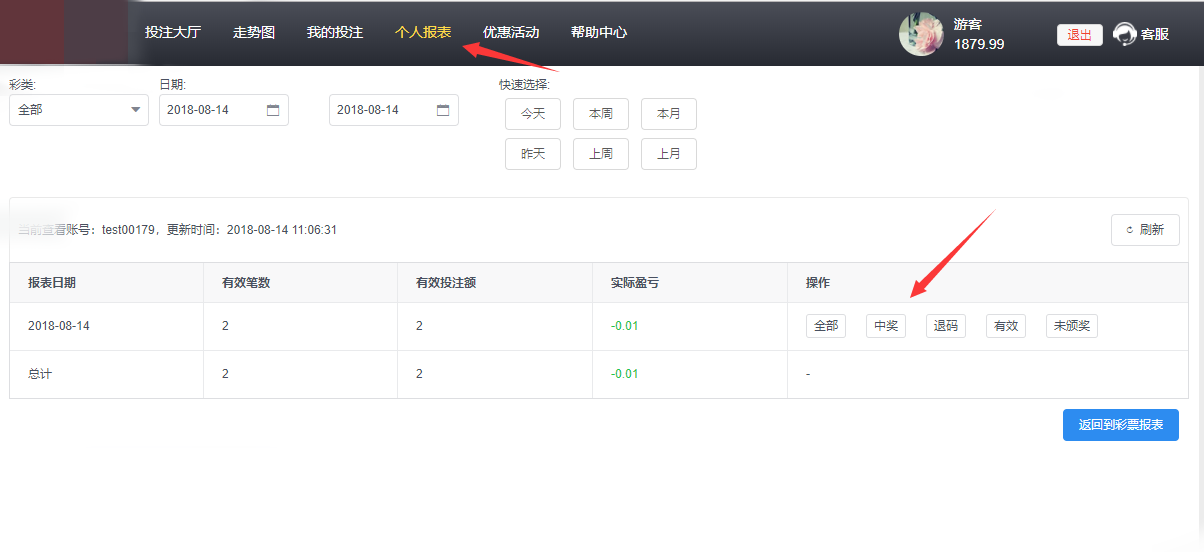 投注大厅 走势图 我的投注 个人报表 优惠活动 帮助中心 游客 退出 客服
1879.99
彩类: 日期: 快速选择:
全部 2018-08-14 2018-08-14 今天 本周 本月
昨天 上周 上月
当前查看账号：test00179，更新时间：2018-08-14 11:06:31 刷新
报表日期 有效笔数 有效投注额 实际盈亏 操作
2018-08-14 2 2 -0.01 全部 中奖 退码 有效 未颁奖
总计 2 2 -0.01 -
返回到彩票报表